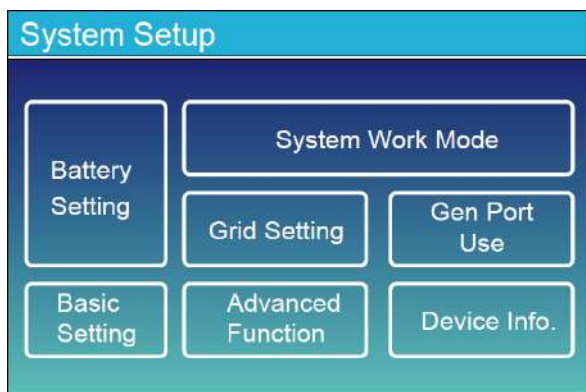 System Setup
Battery
Setting
System Work Mode
Grid Setting
Gen Port
Use
Basic
Setting
Advanced
Function
Device Info.